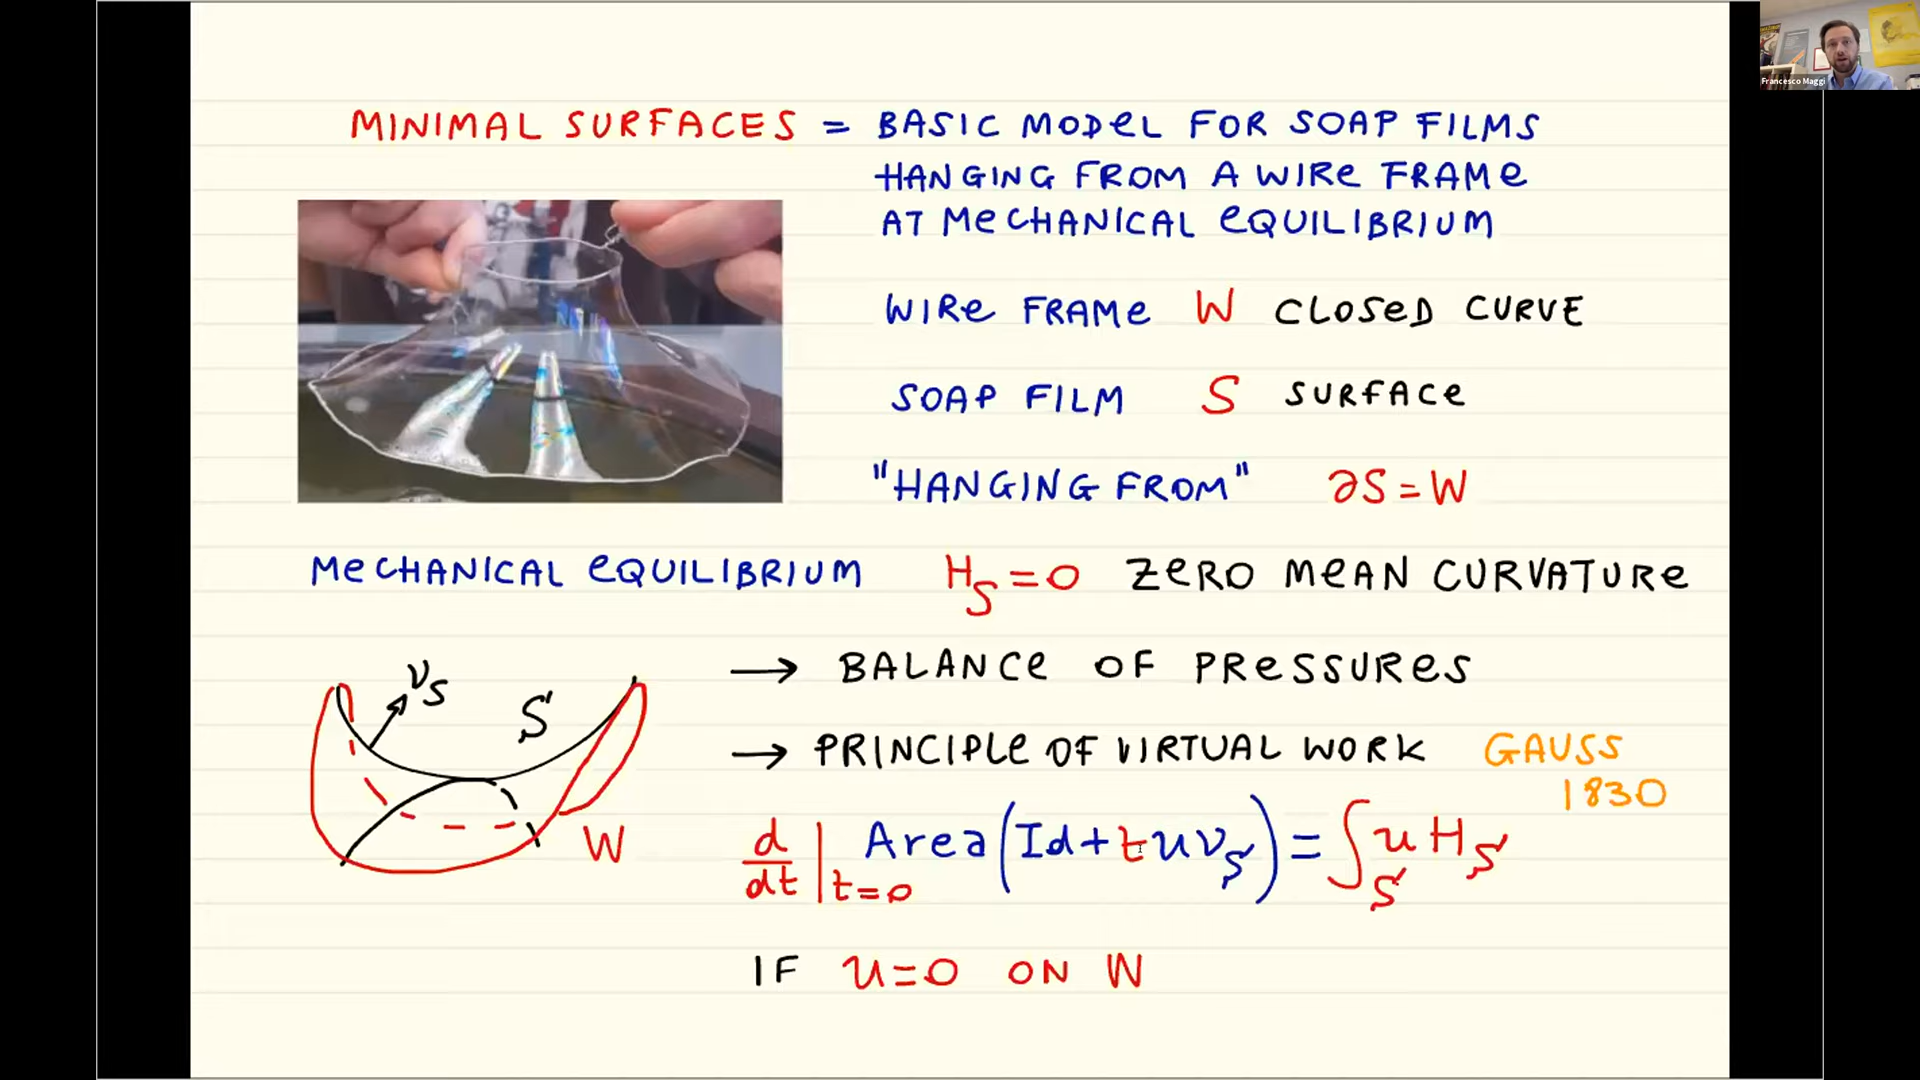 Francesco Maggi
MINIMAL SURFACES = BASIC MODEL FOR SOAP FILMS
HANGING FROM A WIRE FRAME
AT MECHANICAL EQUILIBRIUM
WIRE FRAME W CLOSED CURVE
SOAP FILM S SURFACE
"HANGING FROM" ∂S=W
MECHANICAL EQUILIBRIUM H_S=0 ZERO MEAN CURVATURE
→ BALANCE OF PRESSURES
ν_S S
→ PRINCIPLE OF VIRTUAL WORK GAUSS
1830
W
d/dt |_{t=0} Area(Id+tuν_S) = ∫_S u H_S
IF u=0 ON W